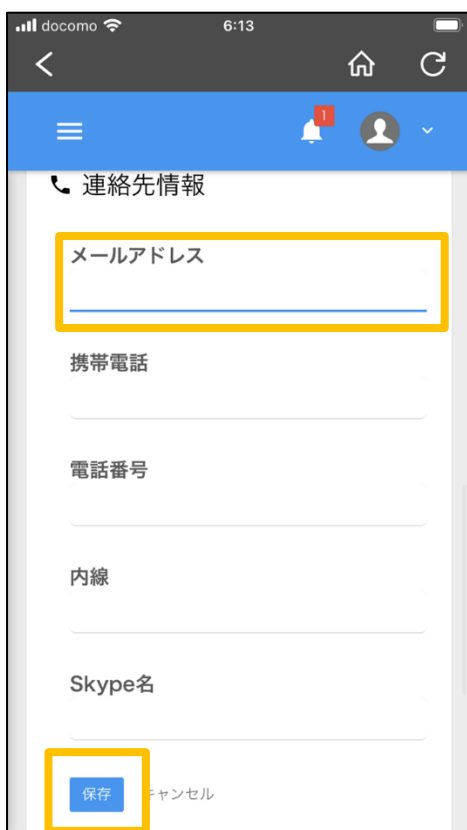 docomo 6:13
1
連絡先情報
メールアドレス
携帯電話
電話番号
内線
Skype名
保存 キャンセル